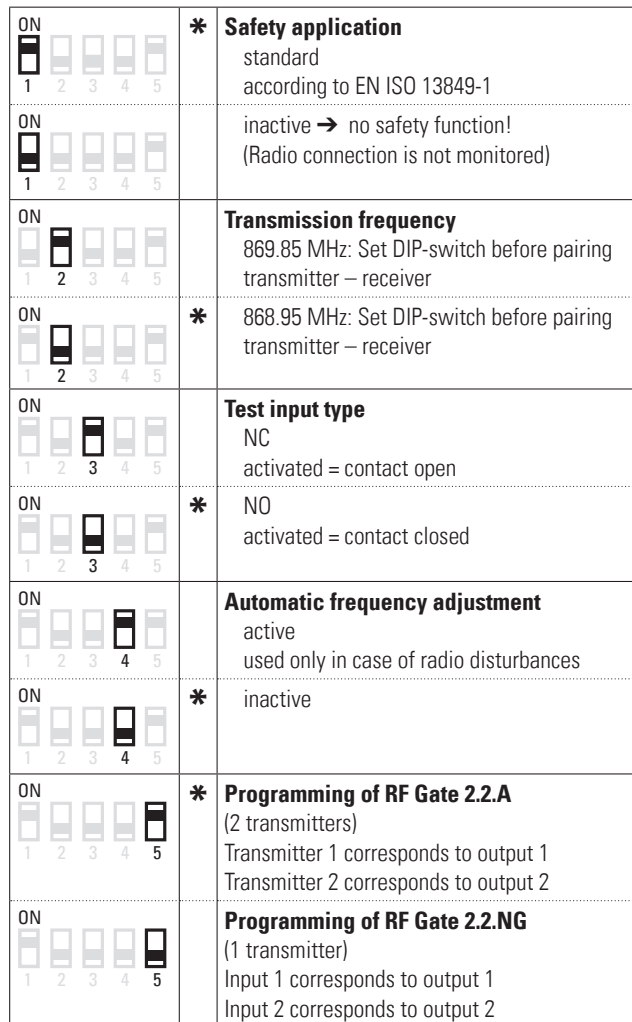 ON
1 2 3 4 5
* Safety application
standard
according to EN ISO 13849-1
ON
1 2 3 4 5
inactive ➔ no safety function!
(Radio connection is not monitored)
ON
1 2 3 4 5
Transmission frequency
869.85 MHz: Set DIP-switch before pairing
transmitter – receiver
ON
1 2 3 4 5
* 868.95 MHz: Set DIP-switch before pairing
transmitter – receiver
ON
1 2 3 4 5
Test input type
NC
activated = contact open
ON
1 2 3 4 5
* NO
activated = contact closed
ON
1 2 3 4 5
Automatic frequency adjustment
active
used only in case of radio disturbances
ON
1 2 3 4 5
* inactive
ON
1 2 3 4 5
* Programming of RF Gate 2.2.A
(2 transmitters)
Transmitter 1 corresponds to output 1
Transmitter 2 corresponds to output 2
ON
1 2 3 4 5
Programming of RF Gate 2.2.NG
(1 transmitter)
Input 1 corresponds to output 1
Input 2 corresponds to output 2